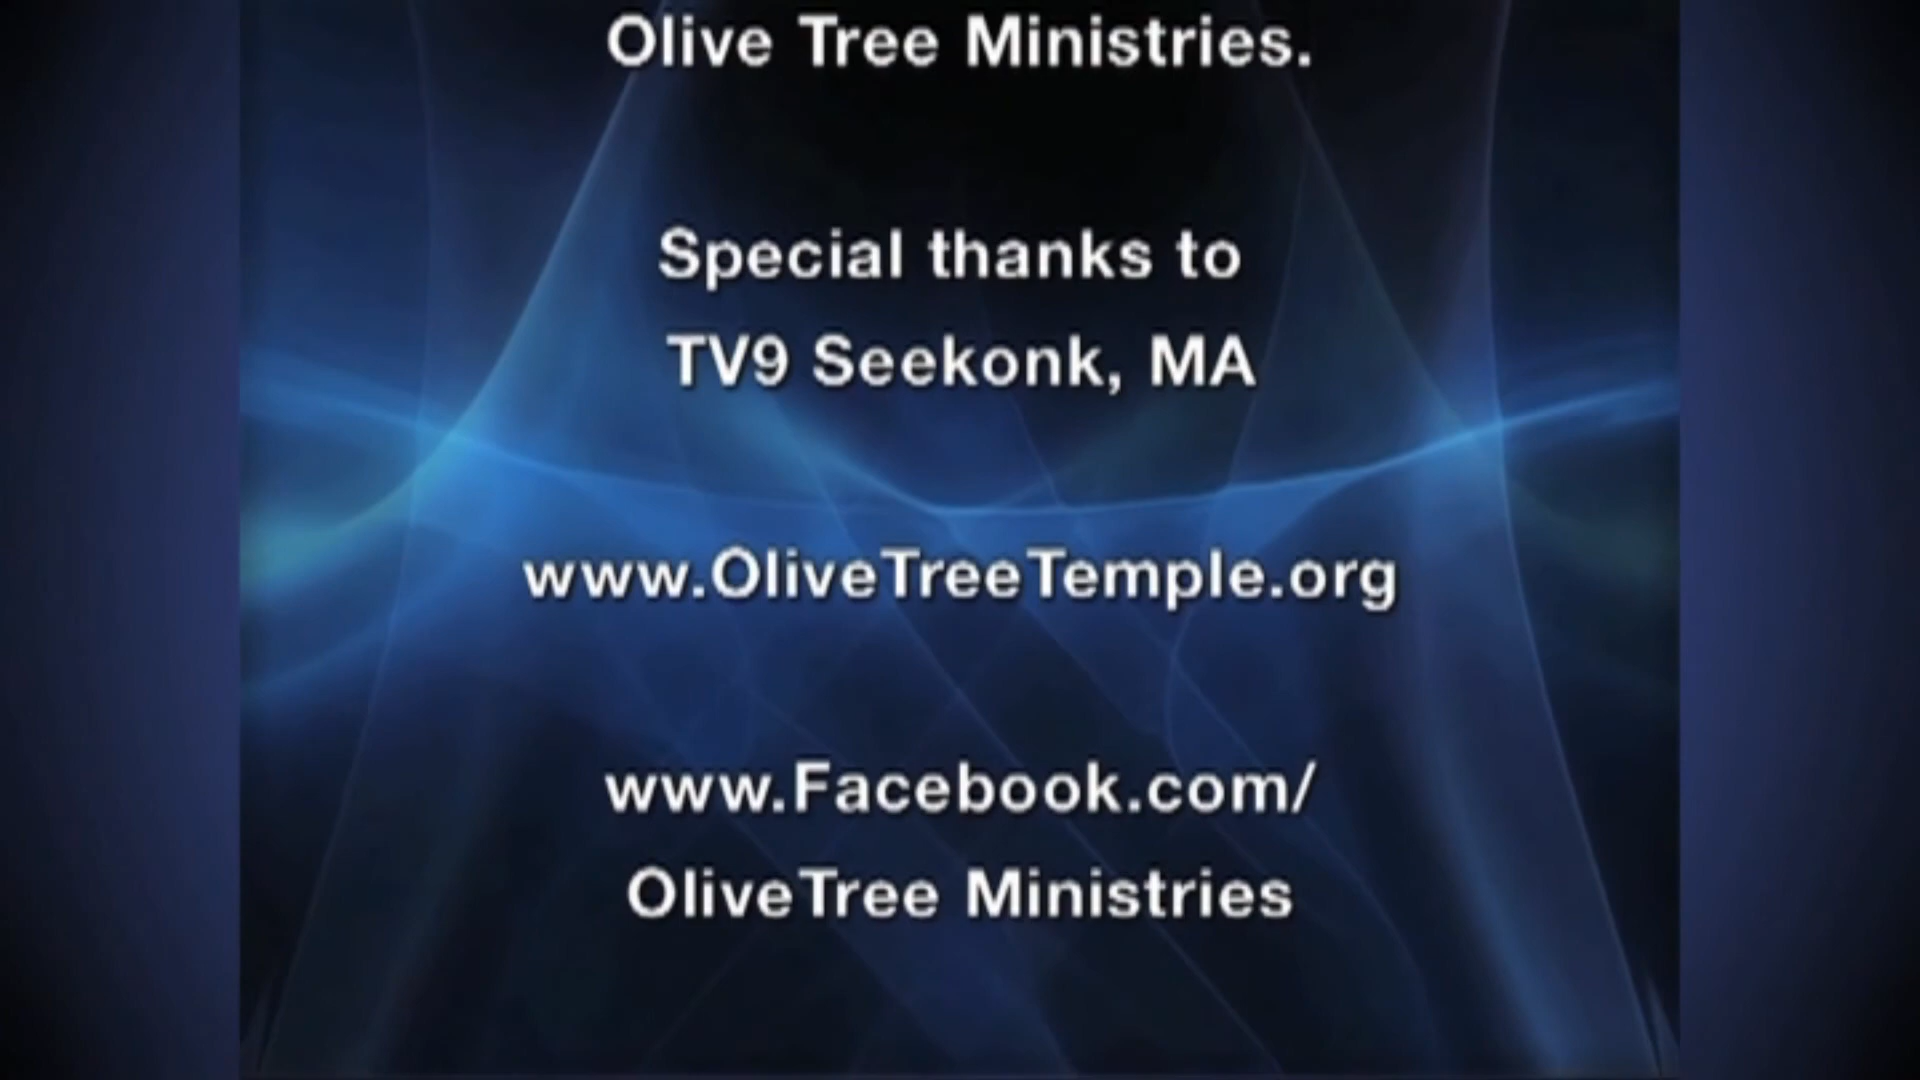 Olive Tree Ministries.
Special thanks to
TV9 Seekonk, MA
www.OliveTreeTemple.org
www.Facebook.com/
OliveTree Ministries